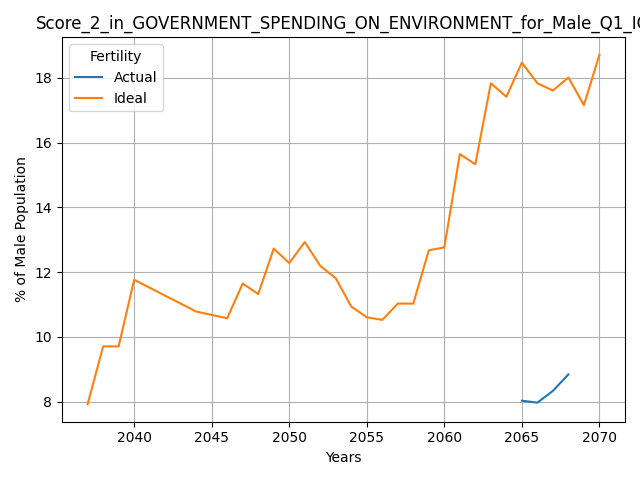 Score_2_in_GOVERNMENT_SPENDING_ON_ENVIRONMENT_for_Male_Q1_IQ
Fertility
Actual
Ideal
% of Male Population
18
16
14
12
10
8
2040 2045 2050 2055 2060 2065 2070
Years